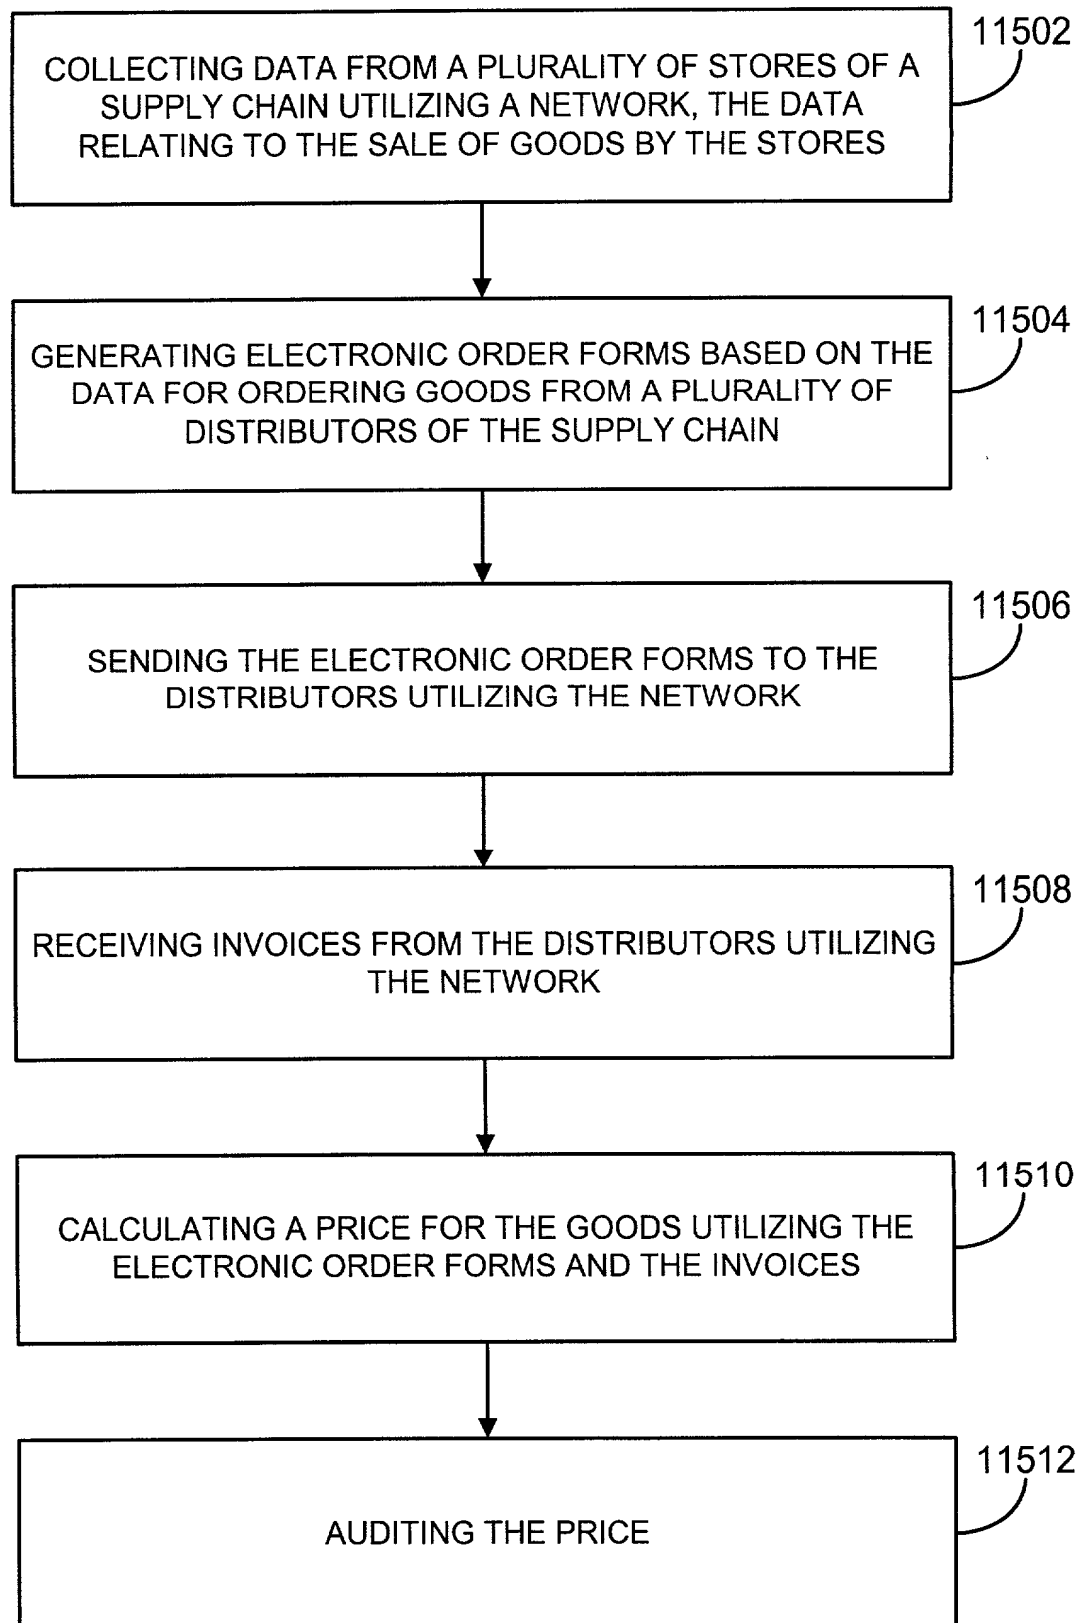 11502
COLLECTING DATA FROM A PLURALITY OF STORES OF A
SUPPLY CHAIN UTILIZING A NETWORK, THE DATA
RELATING TO THE SALE OF GOODS BY THE STORES
11504
GENERATING ELECTRONIC ORDER FORMS BASED ON THE
DATA FOR ORDERING GOODS FROM A PLURALITY OF
DISTRIBUTORS OF THE SUPPLY CHAIN
11506
SENDING THE ELECTRONIC ORDER FORMS TO THE
DISTRIBUTORS UTILIZING THE NETWORK
11508
RECEIVING INVOICES FROM THE DISTRIBUTORS UTILIZING
THE NETWORK
11510
CALCULATING A PRICE FOR THE GOODS UTILIZING THE
ELECTRONIC ORDER FORMS AND THE INVOICES
11512
AUDITING THE PRICE